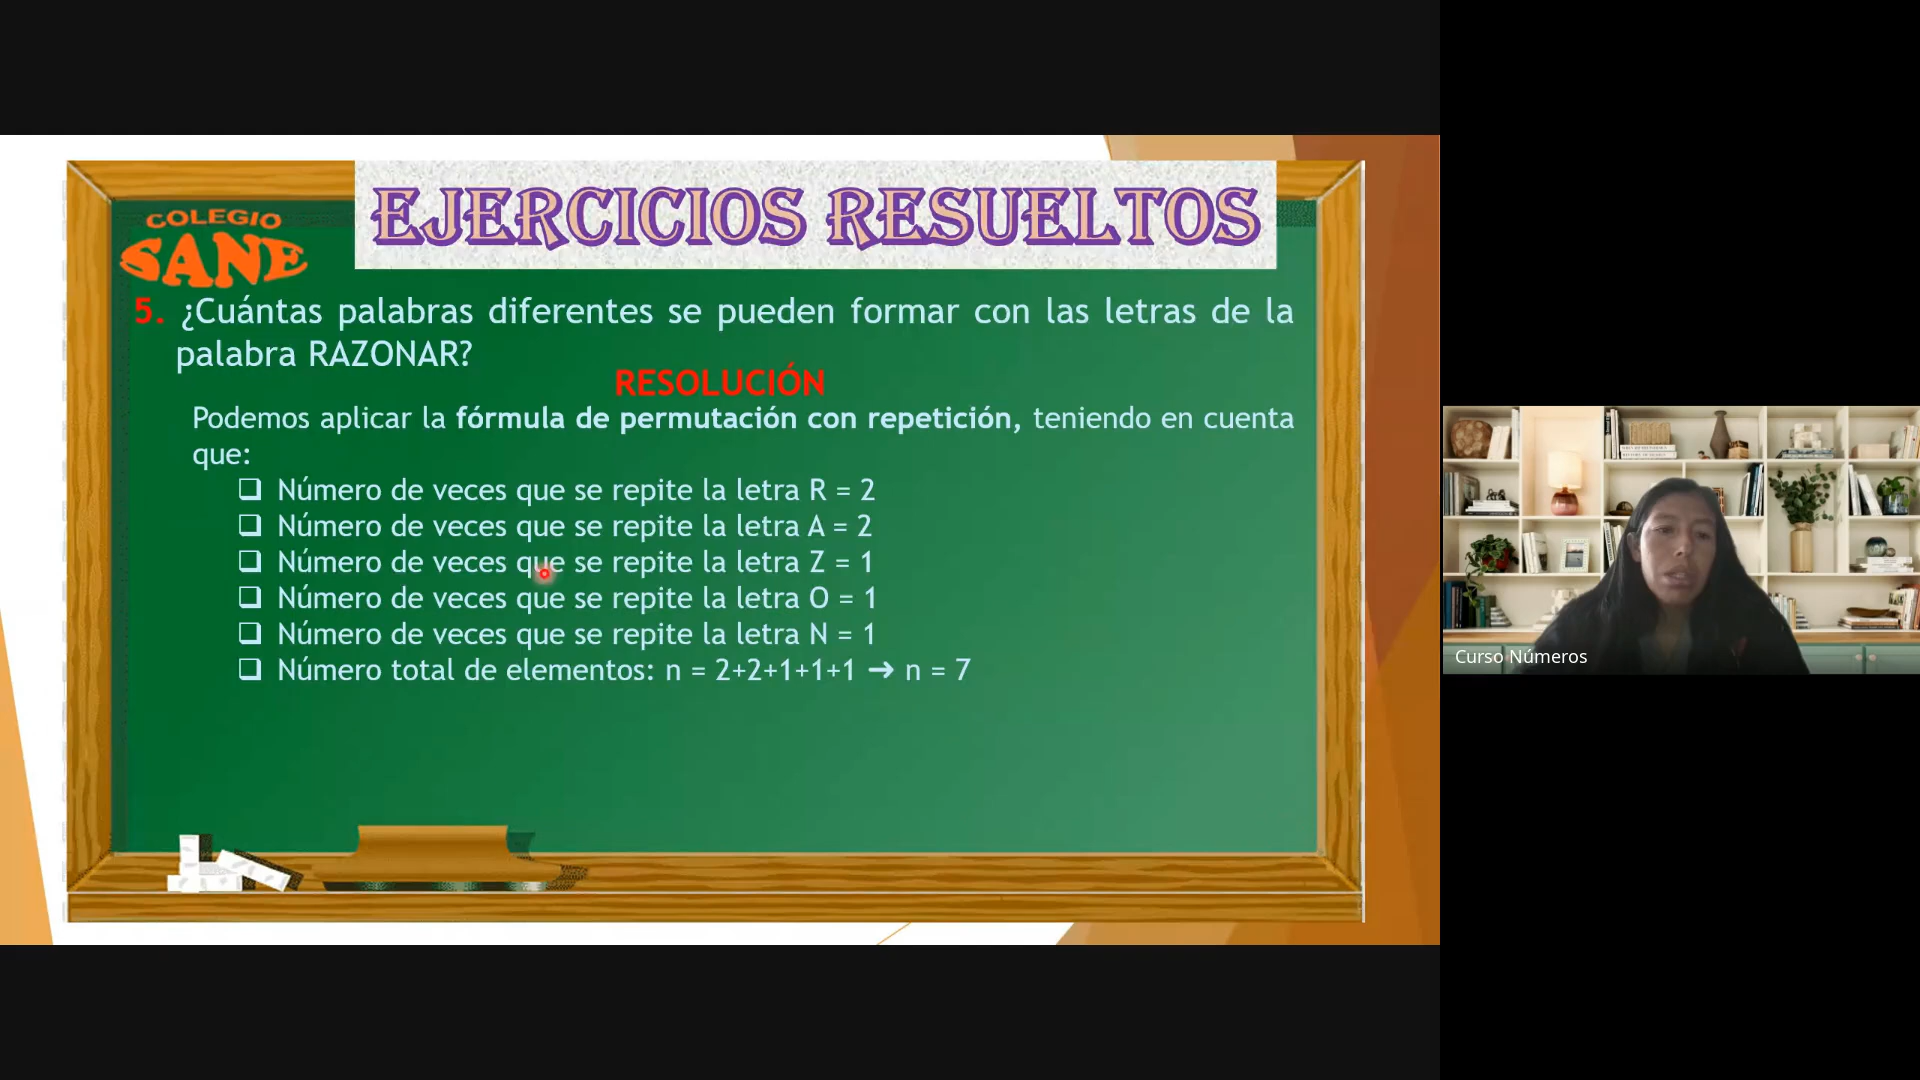 EJERCICIOS RESUELTOS
COLEGIO
SANE
5. ¿Cuántas palabras diferentes se pueden formar con las letras de la
palabra RAZONAR?
RESOLUCIÓN
Podemos aplicar la fórmula de permutación con repetición, teniendo en cuenta
que:
❑ Número de veces que se repite la letra R = 2
❑ Número de veces que se repite la letra A = 2
❑ Número de veces que se repite la letra Z = 1
❑ Número de veces que se repite la letra O = 1
❑ Número de veces que se repite la letra N = 1
❑ Número total de elementos: n = 2+2+1+1+1 → n = 7
Curso Números